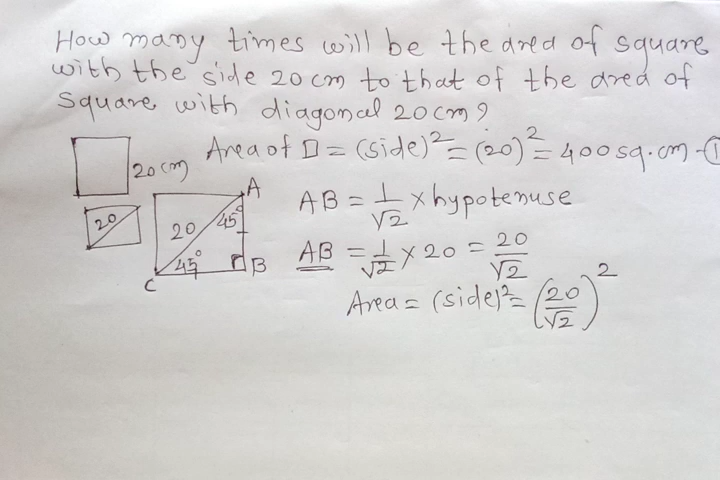 How many times will be the area of square
with the side 20 cm to that of the area of
square with diagonal 20cm?
Area of □ = (side)² = (20)² = 400 sq.cm -①
20 cm
20
A
20
45°
45°
B
C
AB = 1/√2 × hypotenuse
AB = 1/√2 × 20 = 20/√2
Area = (side)² = (20/√2)²